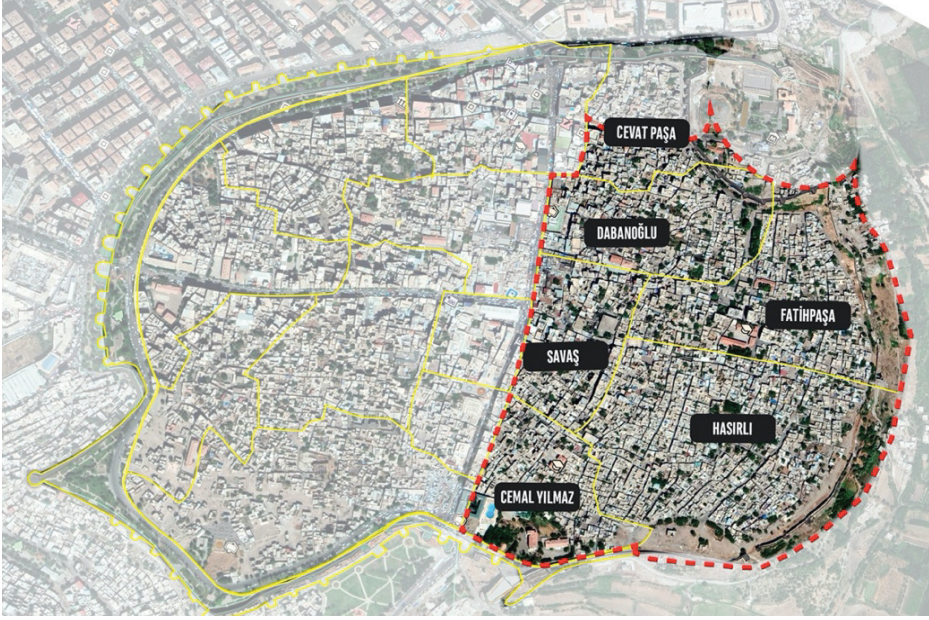 CEVAT PAŞA
DABANOĞLU
FATİHPAŞA
SAVAŞ
HASIRLI
CEMAL YILMAZ